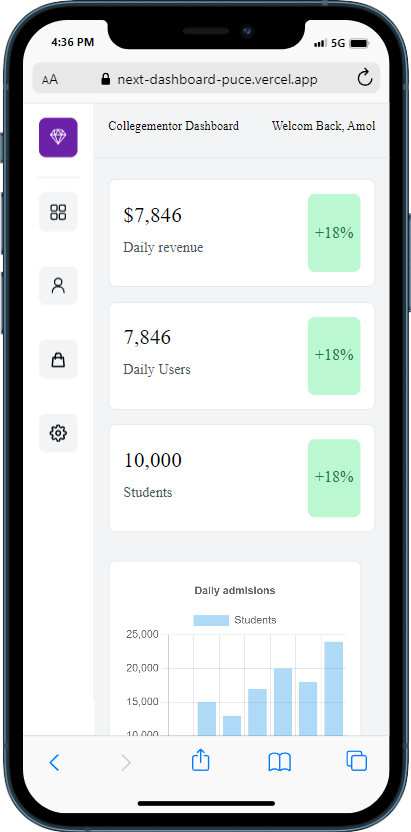 4:36 PM
5G
AA
next-dashboard-puce.vercel.app
Collegementor Dashboard
Welcom Back, Amol
$7,846
Daily revenue
+18%
7,846
Daily Users
+18%
10,000
Students
+18%
Daily admisions
Students
25,000
20,000
15,000
10,000